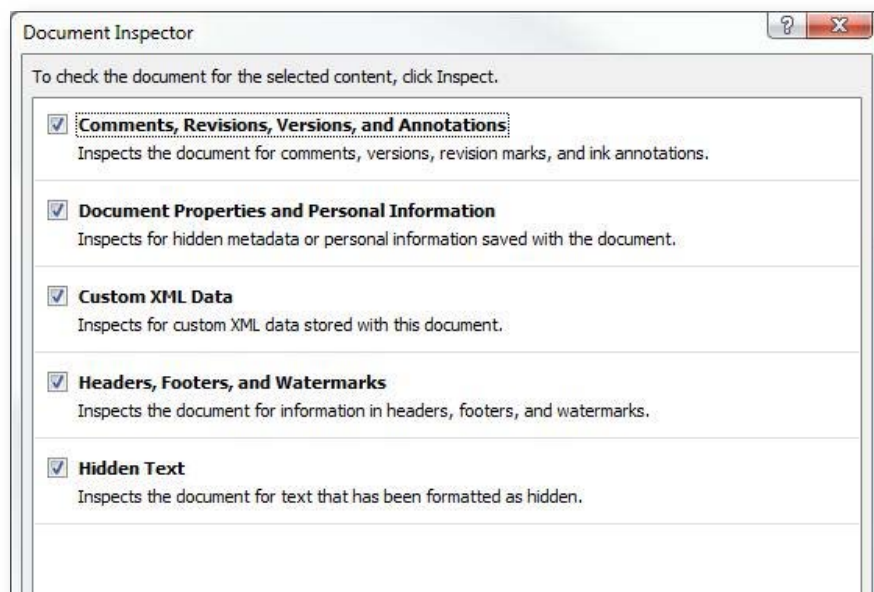 Document Inspector
To check the document for the selected content, click Inspect.
Comments, Revisions, Versions, and Annotations
Inspects the document for comments, versions, revision marks, and ink annotations.
Document Properties and Personal Information
Inspects for hidden metadata or personal information saved with the document.
Custom XML Data
Inspects for custom XML data stored with this document.
Headers, Footers, and Watermarks
Inspects the document for information in headers, footers, and watermarks.
Hidden Text
Inspects the document for text that has been formatted as hidden.